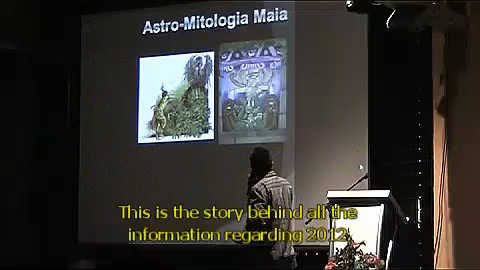 Astro-Mitologia Maia
This is the story behind all the
information regarding 2012.